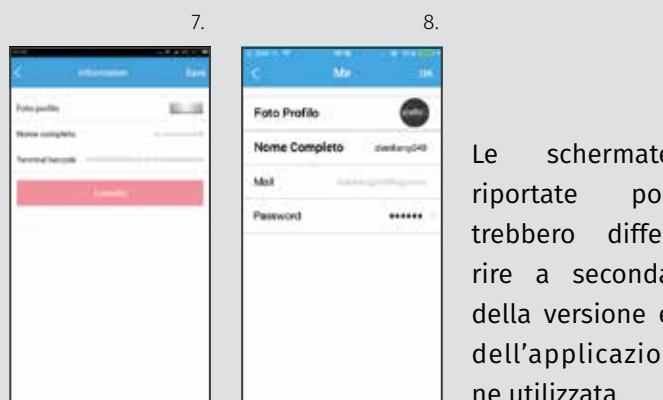 7.
8.
Information
Save
Foto profilo
Nome completo
Terminal barcode
Me
OK
Foto Profilo
Nome Completo
Mail
Password ******
Le schermate
riportate po
trebbero diffe
rire a seconda
della versione e
dell’applicazio
ne utilizzata.